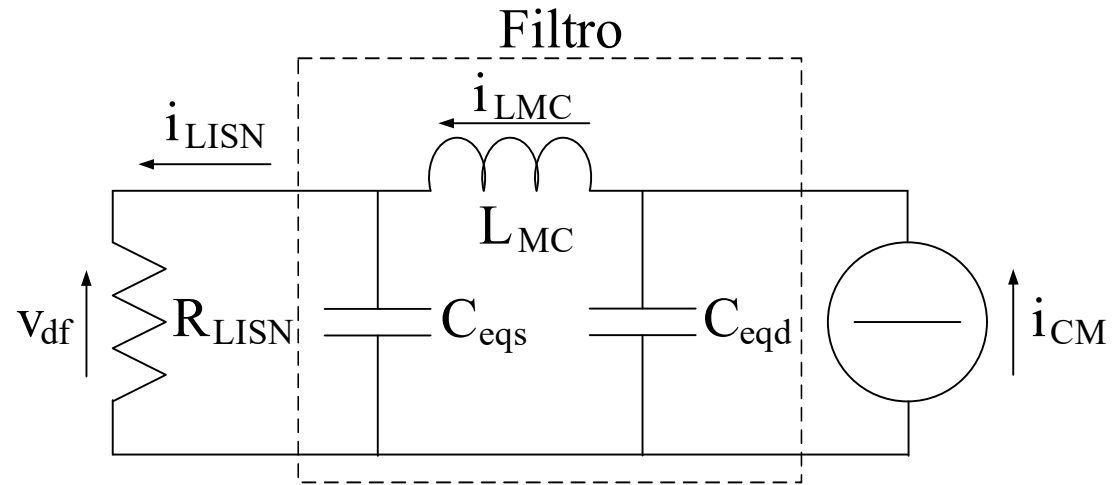 Filtro
i_LMC
i_LISN
L_MC
v_df
R_LISN
C_eqs
C_eqd
i_CM